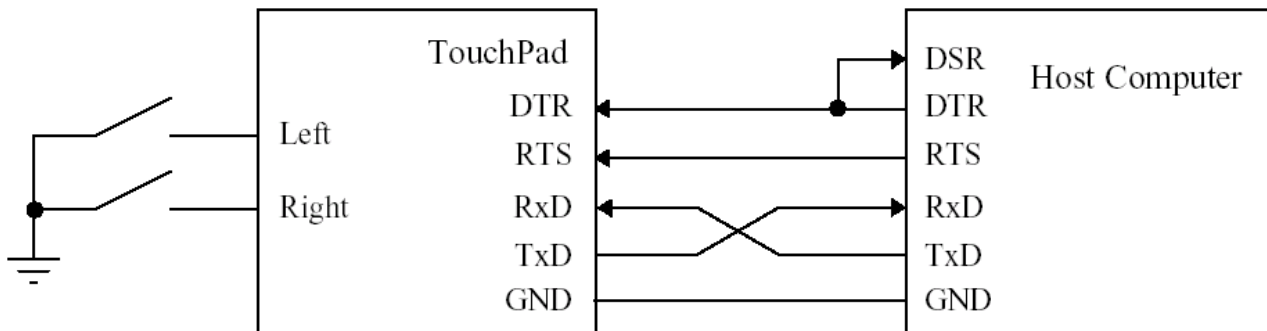 TouchPad
DTR
Left
RTS
Right
RxD
TxD
GND
DSR
Host Computer
DTR
RTS
RxD
TxD
GND